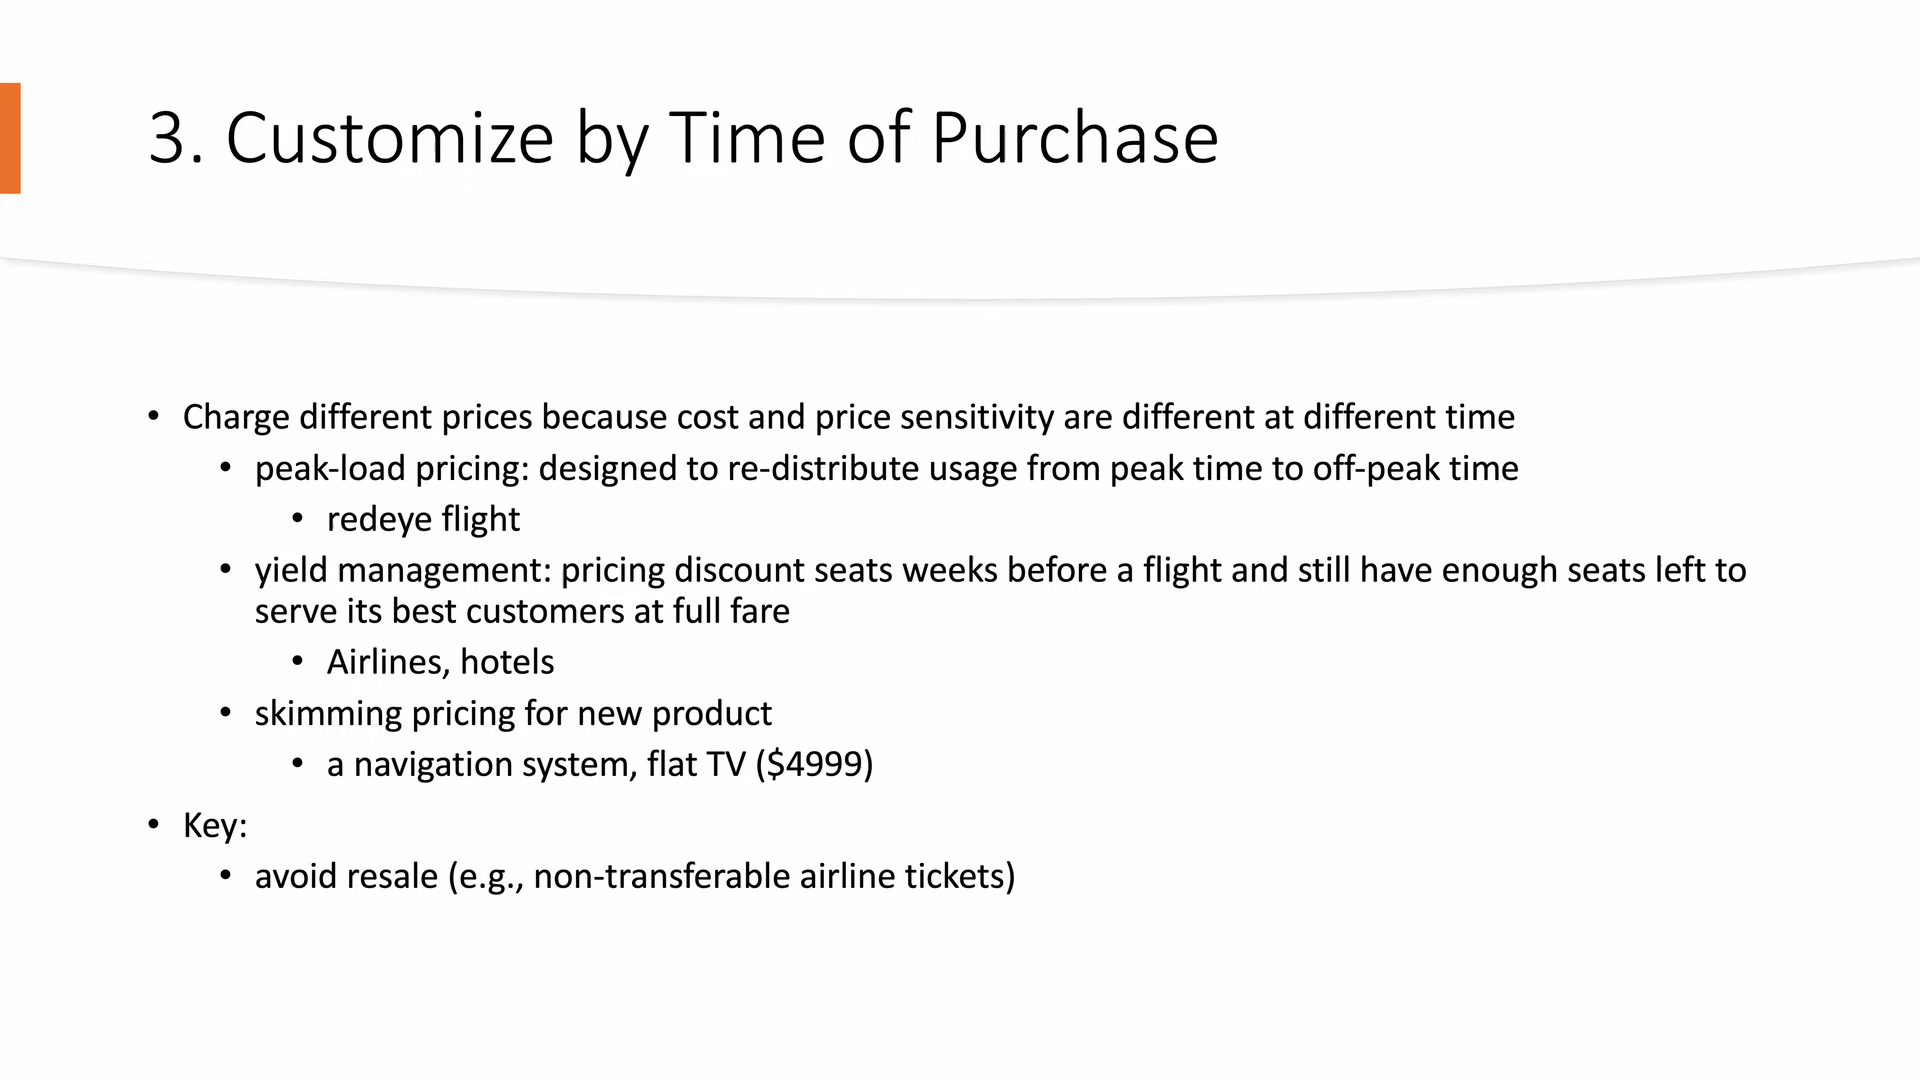 3. Customize by Time of Purchase
• Charge different prices because cost and price sensitivity are different at different time
• peak-load pricing: designed to re-distribute usage from peak time to off-peak time
• redeye flight
• yield management: pricing discount seats weeks before a flight and still have enough seats left to
serve its best customers at full fare
• Airlines, hotels
• skimming pricing for new product
• a navigation system, flat TV ($4999)
• Key:
• avoid resale (e.g., non-transferable airline tickets)